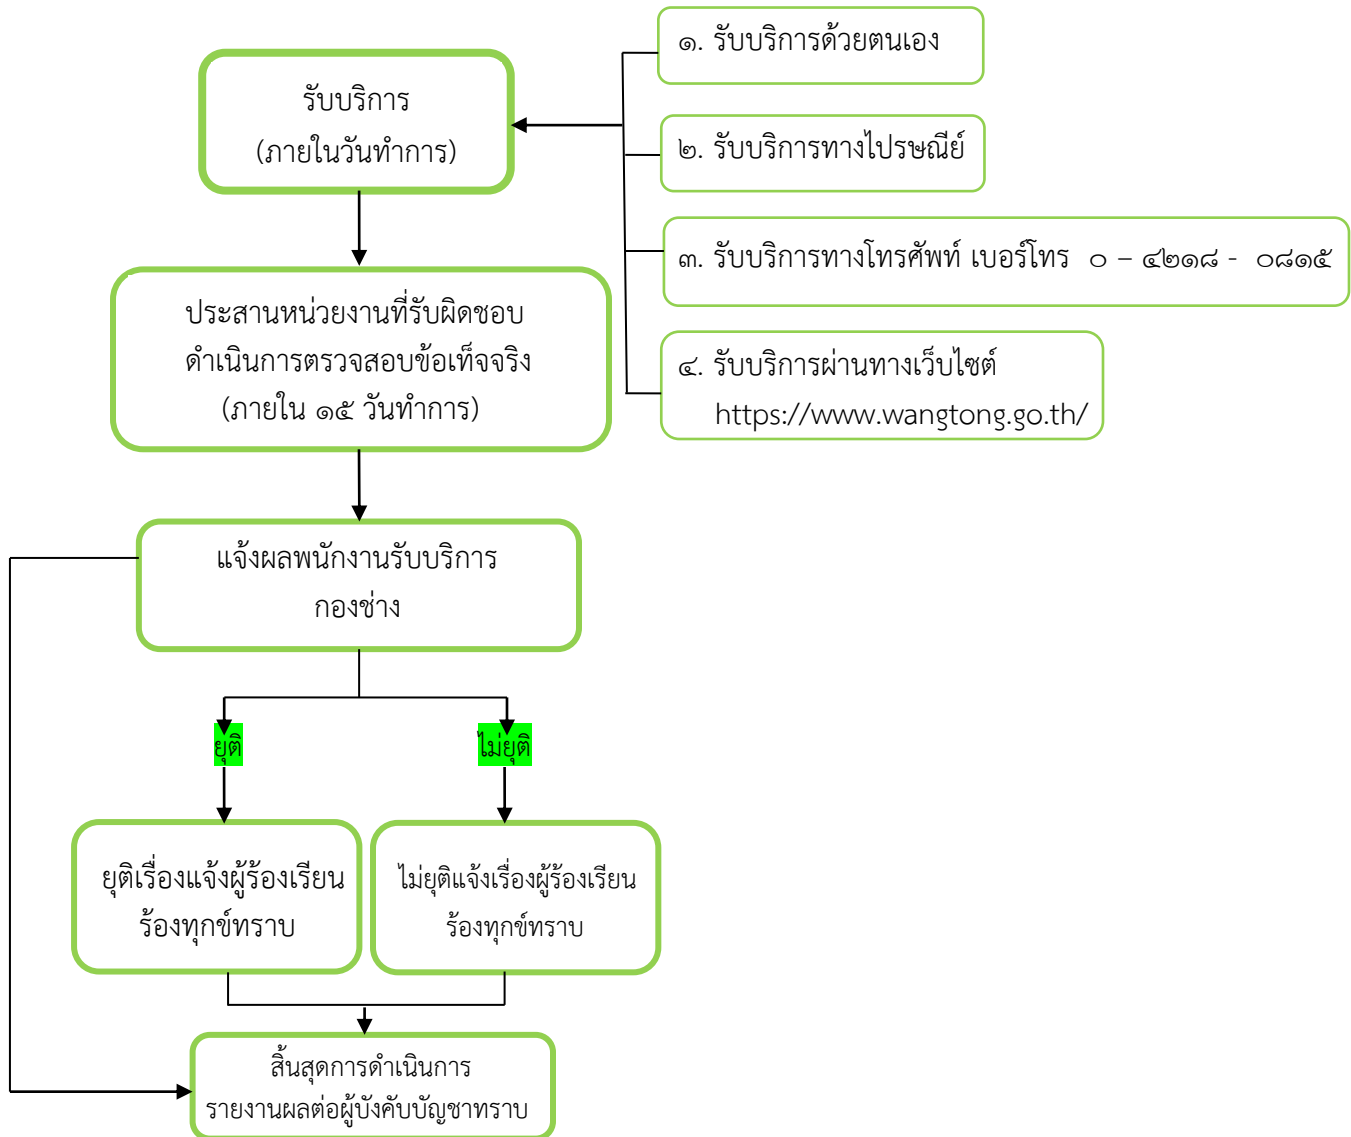 ๑. รับบริการด้วยตนเอง
รับบริการ
(ภายในวันทำการ)
๒. รับบริการทางไปรษณีย์
๓. รับบริการทางโทรศัพท์ เบอร์โทร ๐ – ๔๒๑๘ - ๐๘๑๕
ประสานหน่วยงานที่รับผิดชอบ
ดำเนินการตรวจสอบข้อเท็จจริง
(ภายใน ๑๕ วันทำการ)
๔. รับบริการผ่านทางเว็บไซต์
https://www.wangtong.go.th/
แจ้งผลพนักงานรับบริการ
กองช่าง
ยุติ
ไม่ยุติ
ยุติเรื่องแจ้งผู้ร้องเรียน
ร้องทุกข์ทราบ
ไม่ยุติแจ้งเรื่องผู้ร้องเรียน
ร้องทุกข์ทราบ
สิ้นสุดการดำเนินการ
รายงานผลต่อผู้บังคับบัญชาทราบ